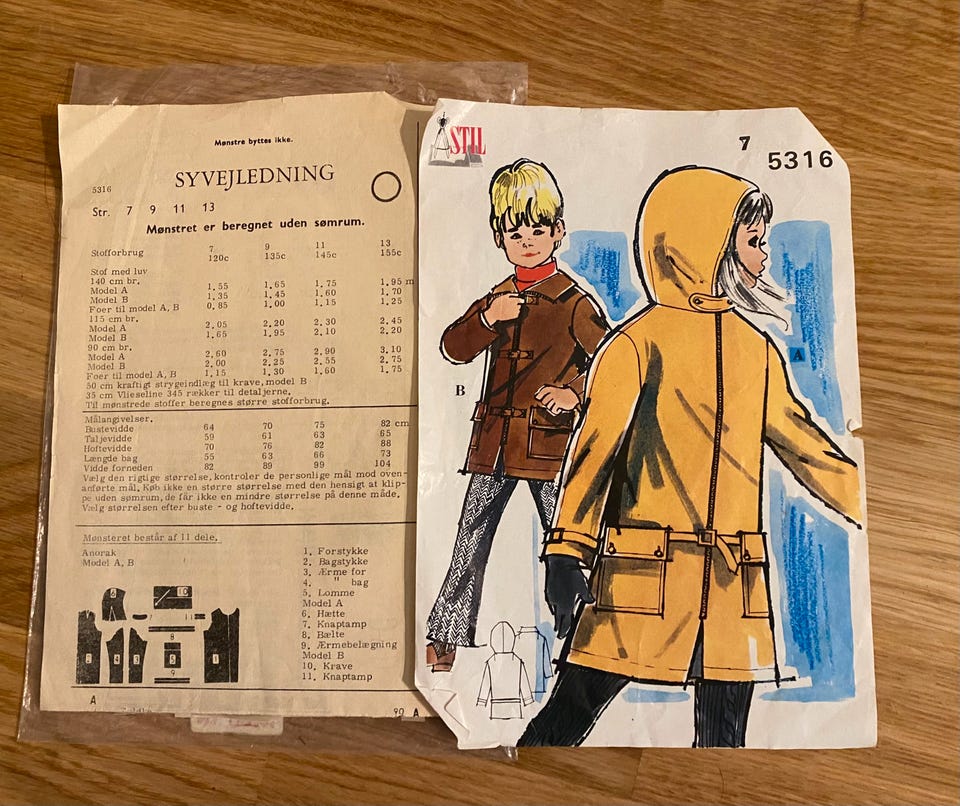 Mønstre byttes ikke.
SYVEJLEDNING
5316
Str. 7 9 11 13
Mønstret er beregnet uden sømrum.
Stofforbrug 7 9 11 13
120c 135c 145c 155c
Stof med luv
140 cm br.
Model A 1.55 1.65 1.75 1.95 m
Model B 1.35 1.45 1.60 1.70
Foer til model A, B 0.85 1.00 1.15 1.25
115 cm br.
Model A 2.05 2.20 2.30 2.45
Model B 1.65 1.95 2.10 2.20
90 cm br.
Model A 2.60 2.75 2.90 3.10
Model B 2.00 2.25 2.55 2.75
Foer til model A, B 1.15 1.30 1.60 1.75
50 cm kraftigt strygeindlæg til krave, model B
35 cm Vlieseline 345 rækker til detaljerne.
Til mønstrede stoffer beregnes større stofforbrug.
Målangivelser.
Bustevidde 64 70 75 82 cm
Taljevidde 59 61 63 65
Hoftevidde 70 76 82 88
Længde bag 55 63 66 73
Vidde forneden 82 89 99 104
Vælg den rigtige størrelse, kontroler de personlige mål mod oven-
anførte mål. Køb ikke en større størrelse med den hensigt at klip-
pe uden sømrum, de får ikke en mindre størrelse på denne måde.
Vælg størrelsen efter buste - og hoftevidde.
Mønsteret består af 11 dele.
Anorak
Model A, B
1. Forstykke
2. Bagstykke
3. Ærme for
4. " bag
5. Lomme
Model A
6. Hætte
7. Knaptamp
8. Bælte
9. Ærmebelægning
Model B
10. Krave
11. Knaptamp
6 10
7 11
8
2 4 3 5 1
9
A
90 A
STIL
7
5316
B
A